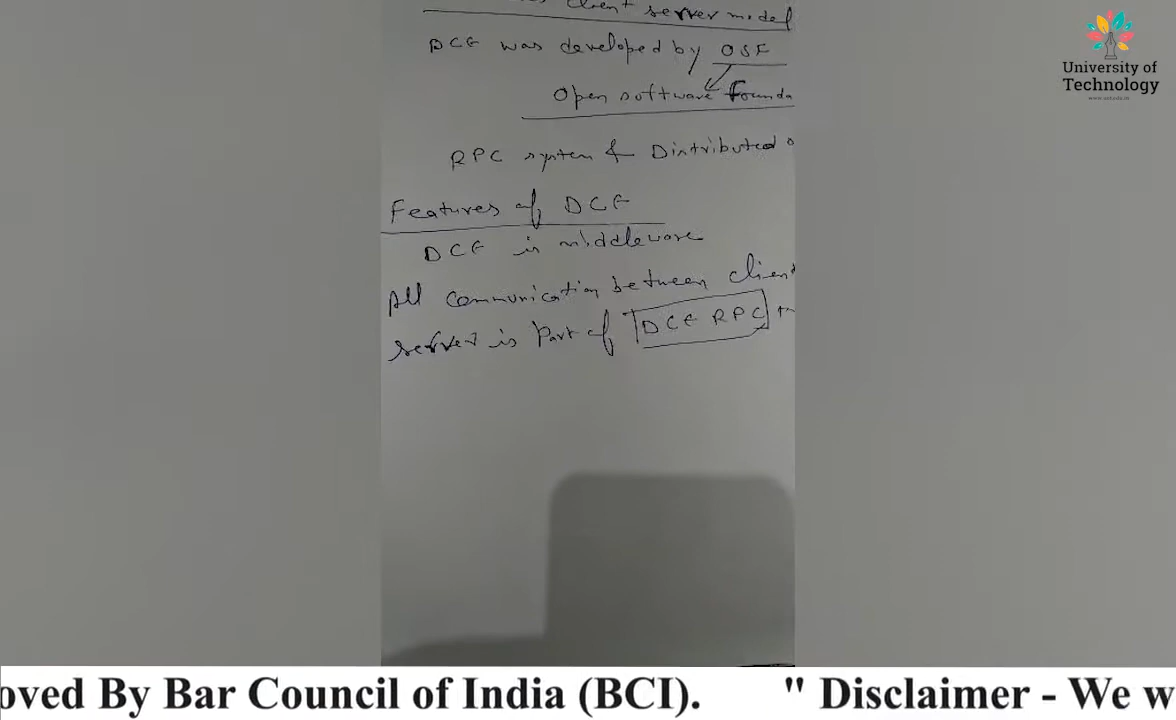 client server model
DCE was developed by OSF
Open software Founda
RPC system & Distributed
Features of DCE
DCE is middleware
All communication between client
server is part of DCE RPC
University of
Technology
oved By Bar Council of India (BCI). " Disclaimer - We w